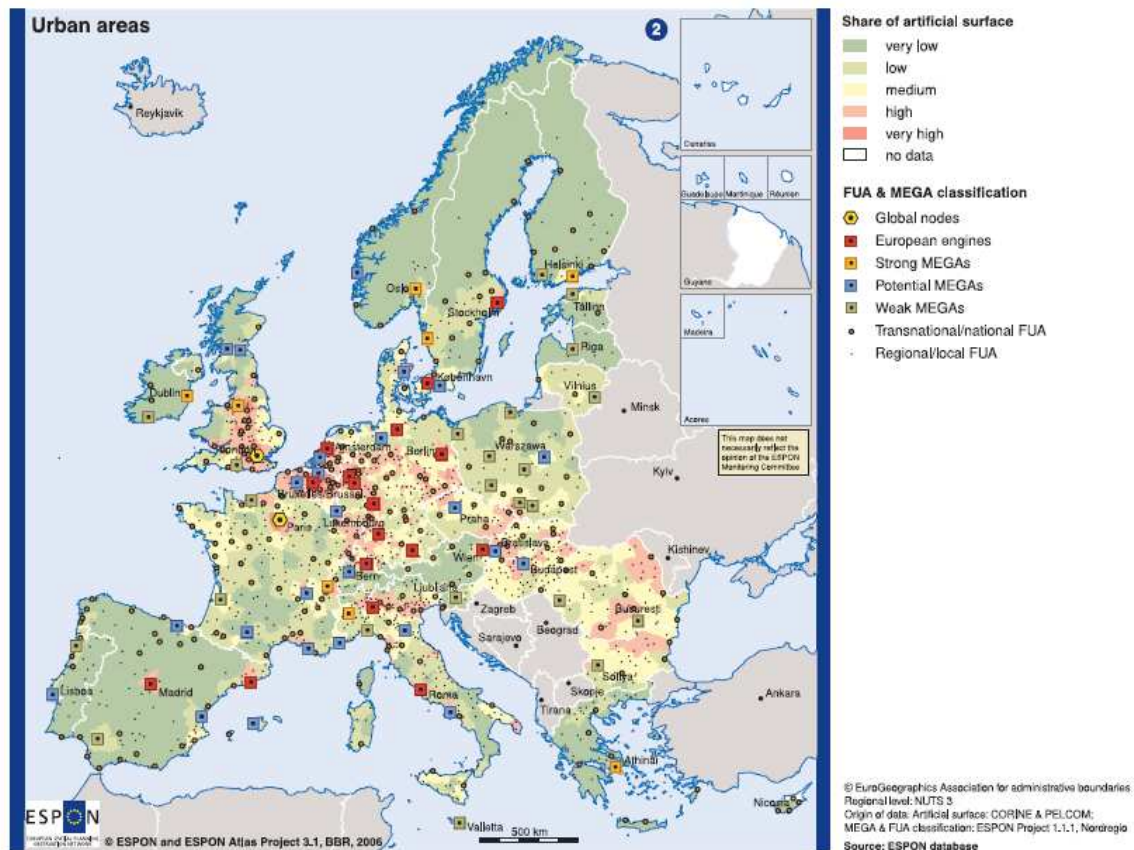 Urban areas
2
Reykjavik
Canarias
Guadeloupe
Martinique
Réunion
Guyane
Madeira
Acores
This map does not
necessarily reflect the
opinion of the ESPON
Monitoring Committee
Helsinki
Oslo
Tallinn
Stockholm
Riga
København
Dublin
Vilnius
Minsk
London
Amsterdam
Berlin
Warszawa
Kyiv
Bruxelles/Brussel
Paris
Luxembourg
Praha
Kishinev
Wien
Bratislava
Bern
Budapest
Ljubljana
Zagreb
Bucuresti
Beograd
Sarajevo
Sofiya
Lisboa
Madrid
Roma
Skopje
Tirana
Ankara
Athinai
Nicosia
Valletta
500 km
ESPON
EUROPEAN SPATIAL PLANNING
OBSERVATION NETWORK
© ESPON and ESPON Atlas Project 3.1, BBR, 2006
Share of artificial surface
very low
low
medium
high
very high
no data
FUA & MEGA classification
Global nodes
European engines
Strong MEGAs
Potential MEGAs
Weak MEGAs
Transnational/national FUA
Regional/local FUA
© EuroGeographics Association for administrative boundaries
Regional level: NUTS 3
Origin of data: Artificial surface: CORINE & PELCOM;
MEGA & FUA classification: ESPON Project 1.1.1, Nordregio
Source: ESPON database